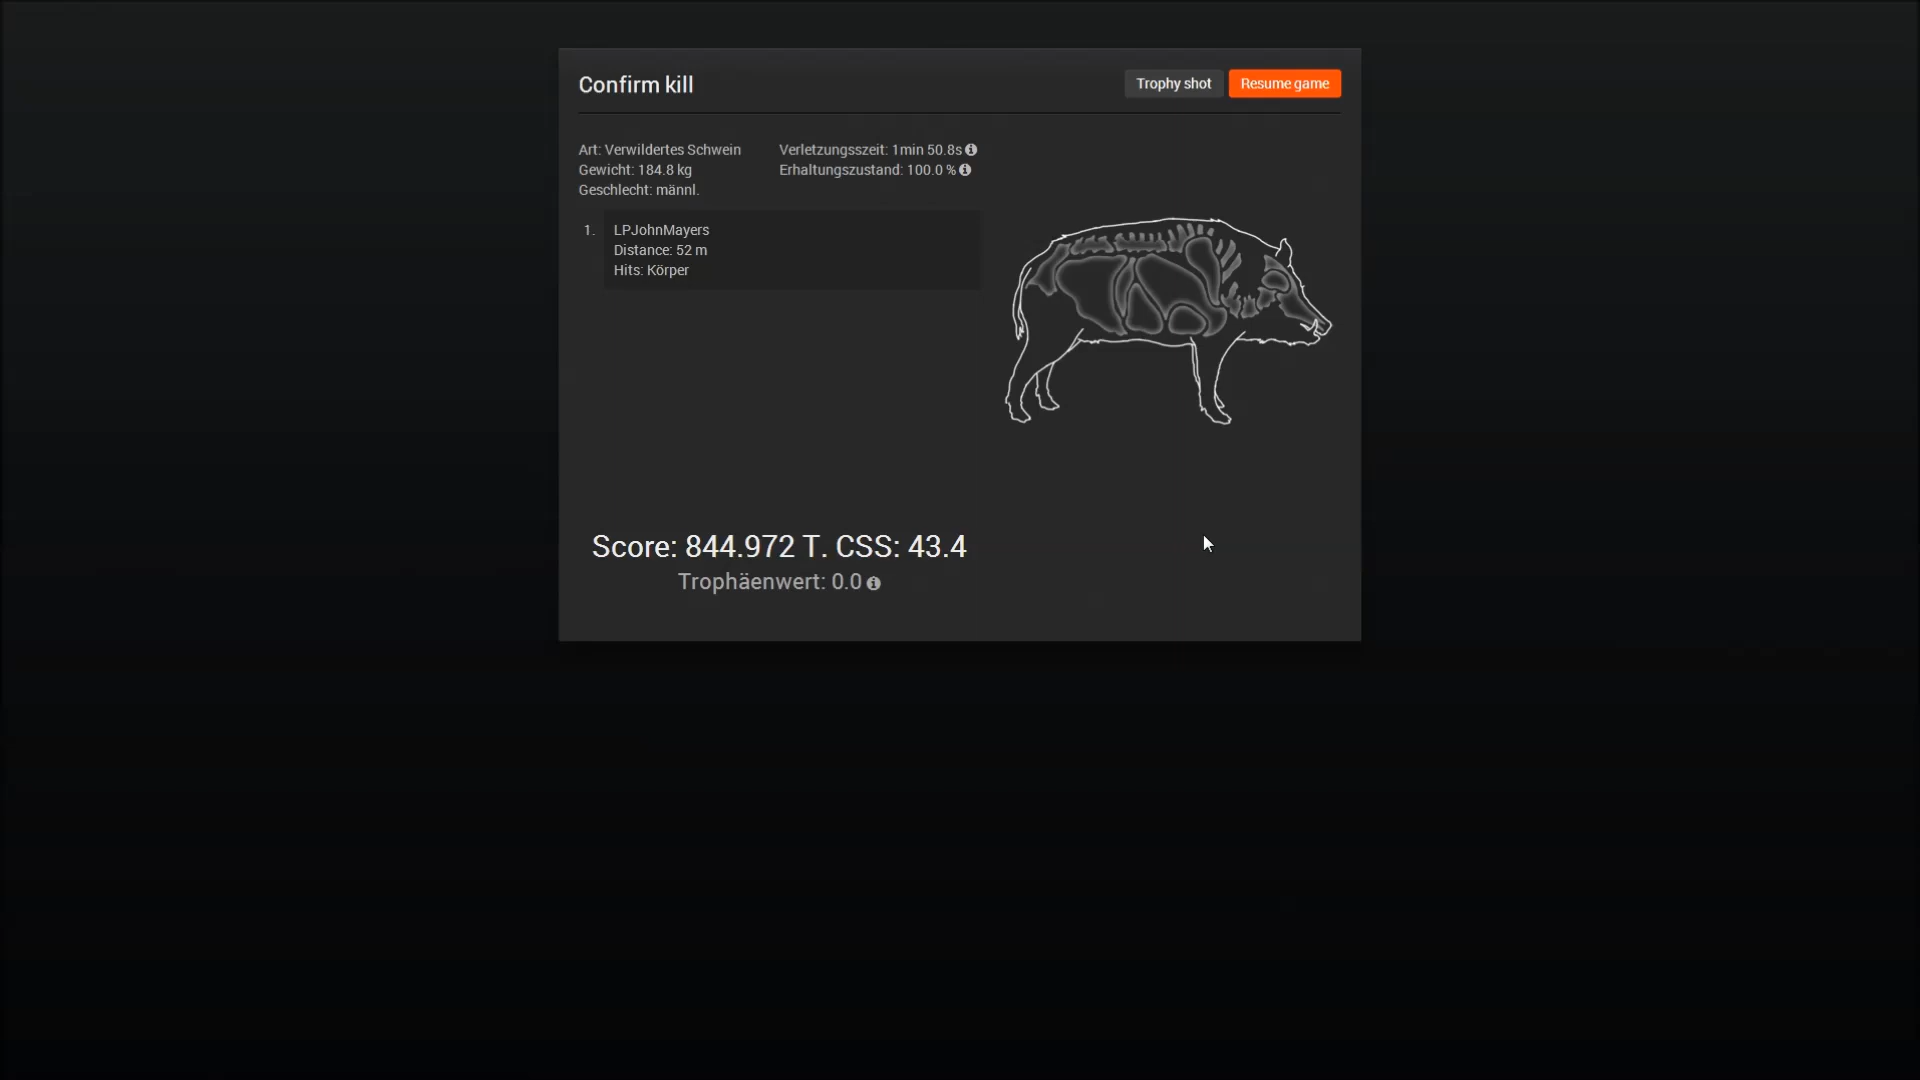 Confirm kill
Trophy shot
Resume game
Art: Verwildertes Schwein
Gewicht: 184.8 kg
Geschlecht: männl.
Verletzungsszeit: 1min 50.8s
Erhaltungszustand: 100.0 %
1.
LPJohnMayers
Distance: 52 m
Hits: Körper
Score: 844.972 T. CSS: 43.4
Trophäenwert: 0.0